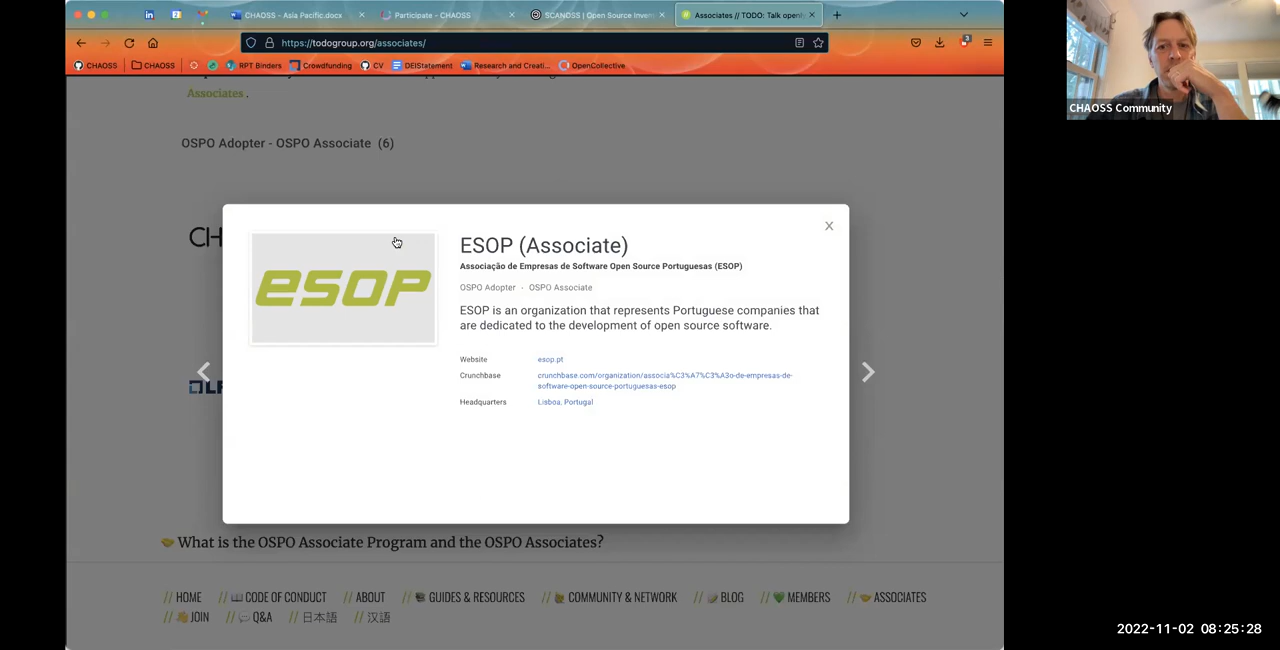 CHAOSS - Asia Pacific.docx
Participate - CHAOSS
SCANOSS | Open Source Inven
Associates // TODO: Talk openl
https://todogroup.org/associates/
3
CHAOSS
CHAOSS
RPT Binders
Crowdfunding
CV
DEIStatement
Research and Creati...
OpenCollective
Associates .
OSPO Adopter - OSPO Associate (6)
CH
esop
ESOP (Associate)
Associação de Empresas de Software Open Source Portuguesas (ESOP)
OSPO Adopter · OSPO Associate
ESOP is an organization that represents Portuguese companies that
are dedicated to the development of open source software.
Website esop.pt
Crunchbase crunchbase.com/organization/associa%C3%A7%C3%A3o-de-empresas-de-
software-open-source-portuguesas-esop
Headquarters Lisboa, Portugal
LF
What is the OSPO Associate Program and the OSPO Associates?
// HOME // CODE OF CONDUCT // ABOUT // GUIDES & RESOURCES // COMMUNITY & NETWORK // BLOG // MEMBERS // ASSOCIATES
// JOIN // Q&A // 日本語 // 汉语
CHAOSS Community
2022-11-02 08:25:28